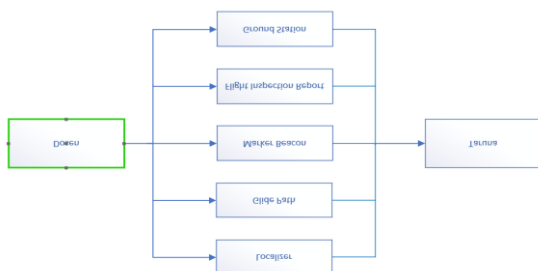 Ground Station
Flight Inspection Report
Dosen
Marker Beacon
Taruna
Glide Path
Localizer